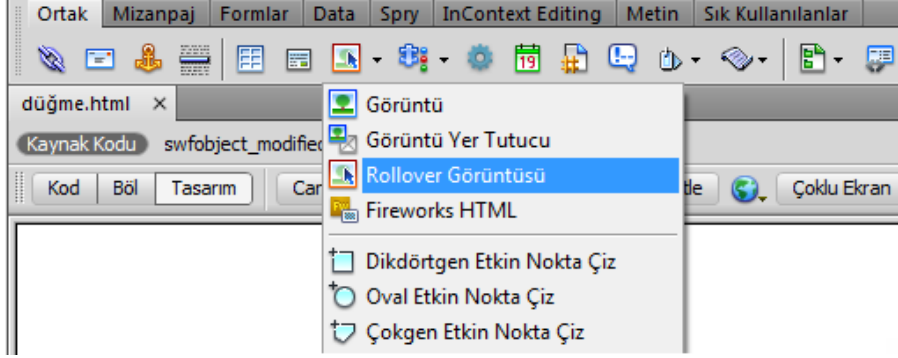 Ortak Mizanpaj Formlar Data Spry InContext Editing Metin Sık Kullanılanlar
19
düğme.html ×
Görüntü
Kaynak Kodu swfobject_modified
Görüntü Yer Tutucu
Kod Böl Tasarım
Rollover Görüntüsü
Çoklu Ekran
Fireworks HTML
Dikdörtgen Etkin Nokta Çiz
Oval Etkin Nokta Çiz
Çokgen Etkin Nokta Çiz